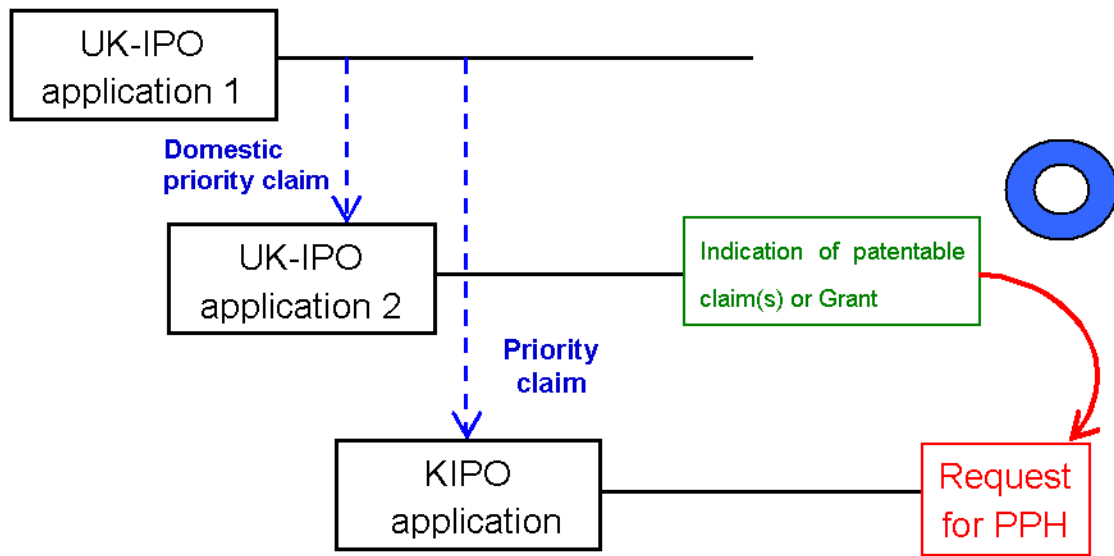 UK-IPO
application 1
Domestic
priority claim
UK-IPO
application 2
Indication of patentable
claim(s) or Grant
Priority
claim
KIPO
application
Request
for PPH